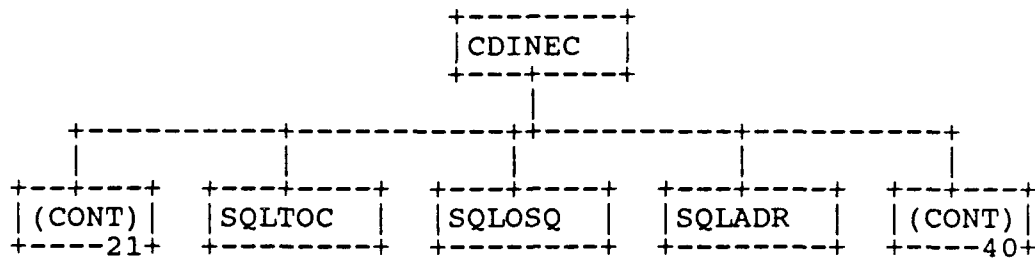 CDINEC
(CONT) SQLTOC SQLOSQ SQLADR (CONT)
21 40